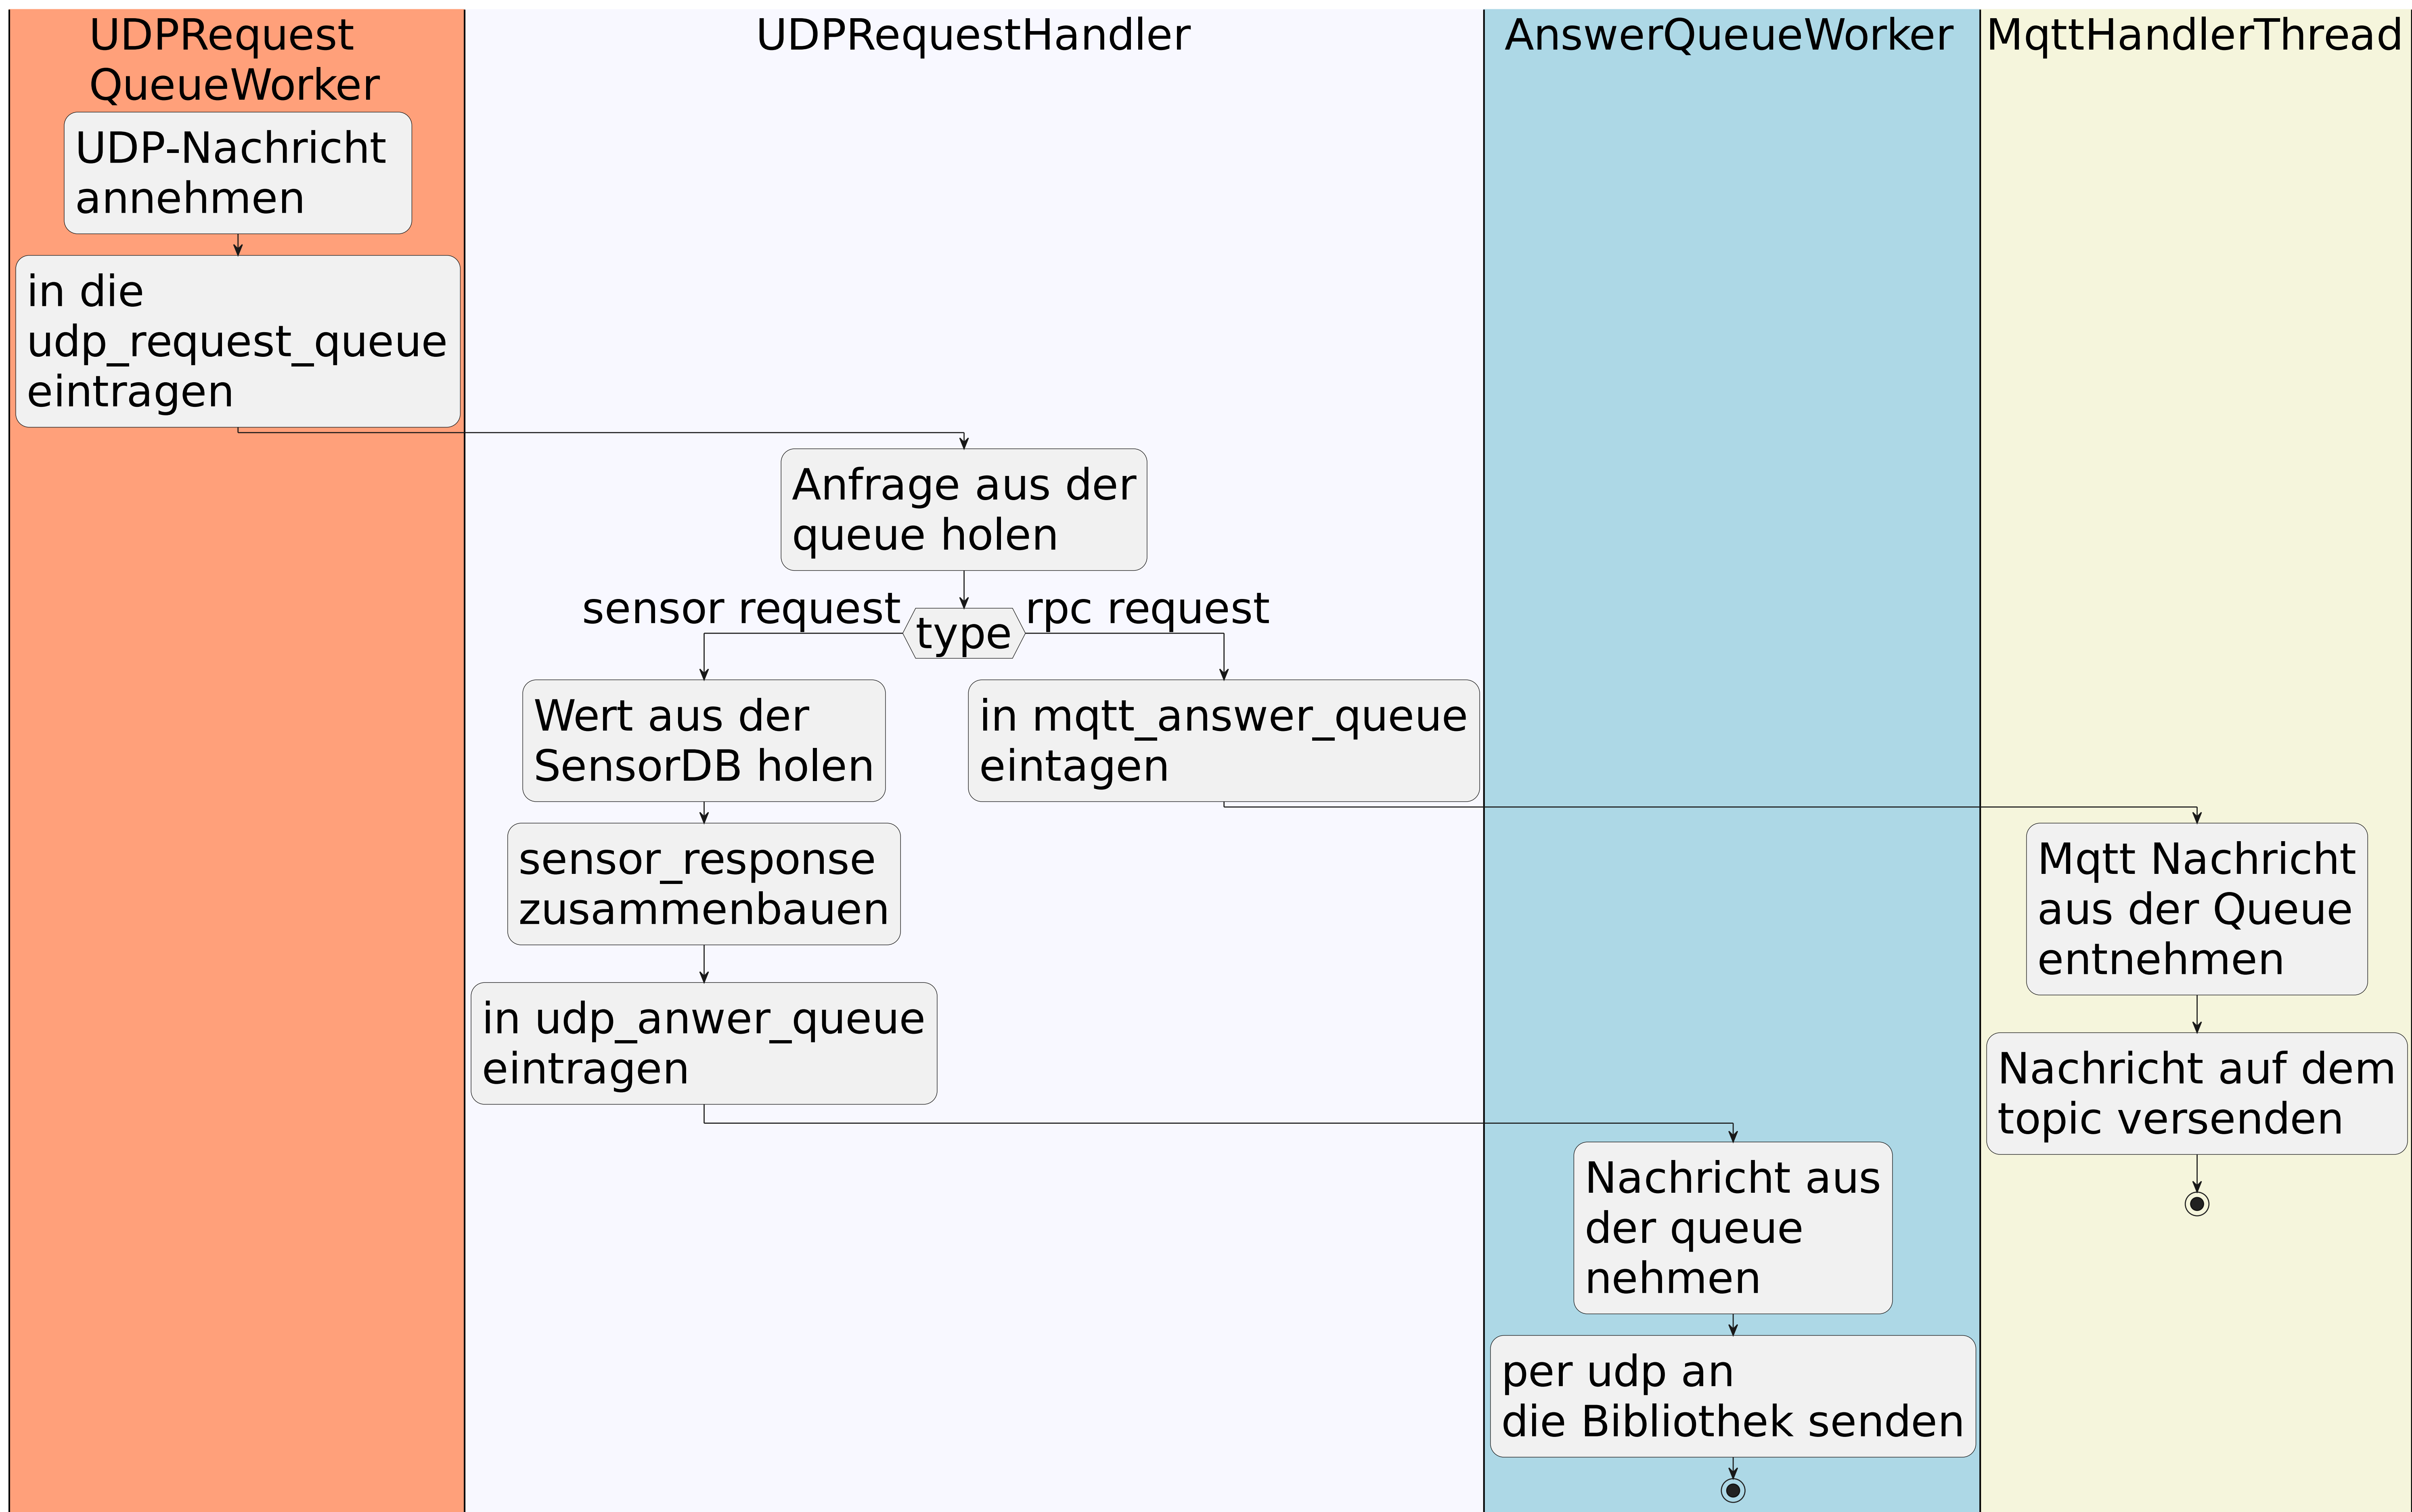 UDPRequest
QueueWorker
UDPRequestHandler
AnswerQueueWorker
MqttHandlerThread
UDP-Nachricht
annehmen
in die
udp_request_queue
eintragen
Anfrage aus der
queue holen
sensor request
type
rpc request
Wert aus der
SensorDB holen
in mqtt_answer_queue
eintagen
sensor_response
zusammenbauen
Mqtt Nachricht
aus der Queue
entnehmen
in udp_anwer_queue
eintragen
Nachricht auf dem
topic versenden
Nachricht aus
der queue
nehmen
per udp an
die Bibliothek senden